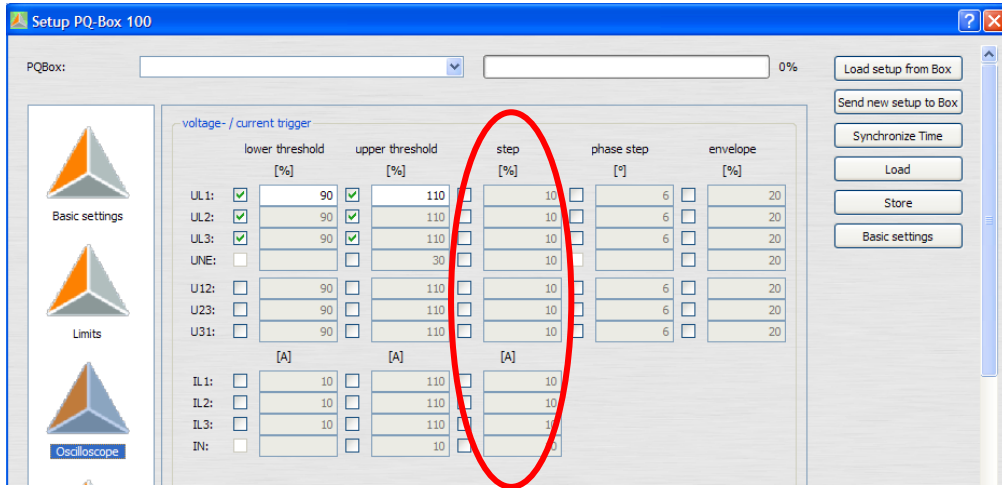 Setup PQ-Box 100
PQBox: 0% Load setup from Box
Send new setup to Box
voltage- / current trigger Synchronize Time
lower threshold upper threshold step phase step envelope
[%] [%] [%] [°] [%] Load
UL1: 90 110 10 6 20
Basic settings UL2: 90 110 10 6 20 Store
UL3: 90 110 10 6 20 Basic settings
UNE: 30 10 20
U12: 90 110 10 6 20
U23: 90 110 10 6 20
Limits U31: 90 110 10 6 20
[A] [A] [A]
IL1: 10 110 10
IL2: 10 110 10
IL3: 10 110 10
Oscilloscope IN: 10